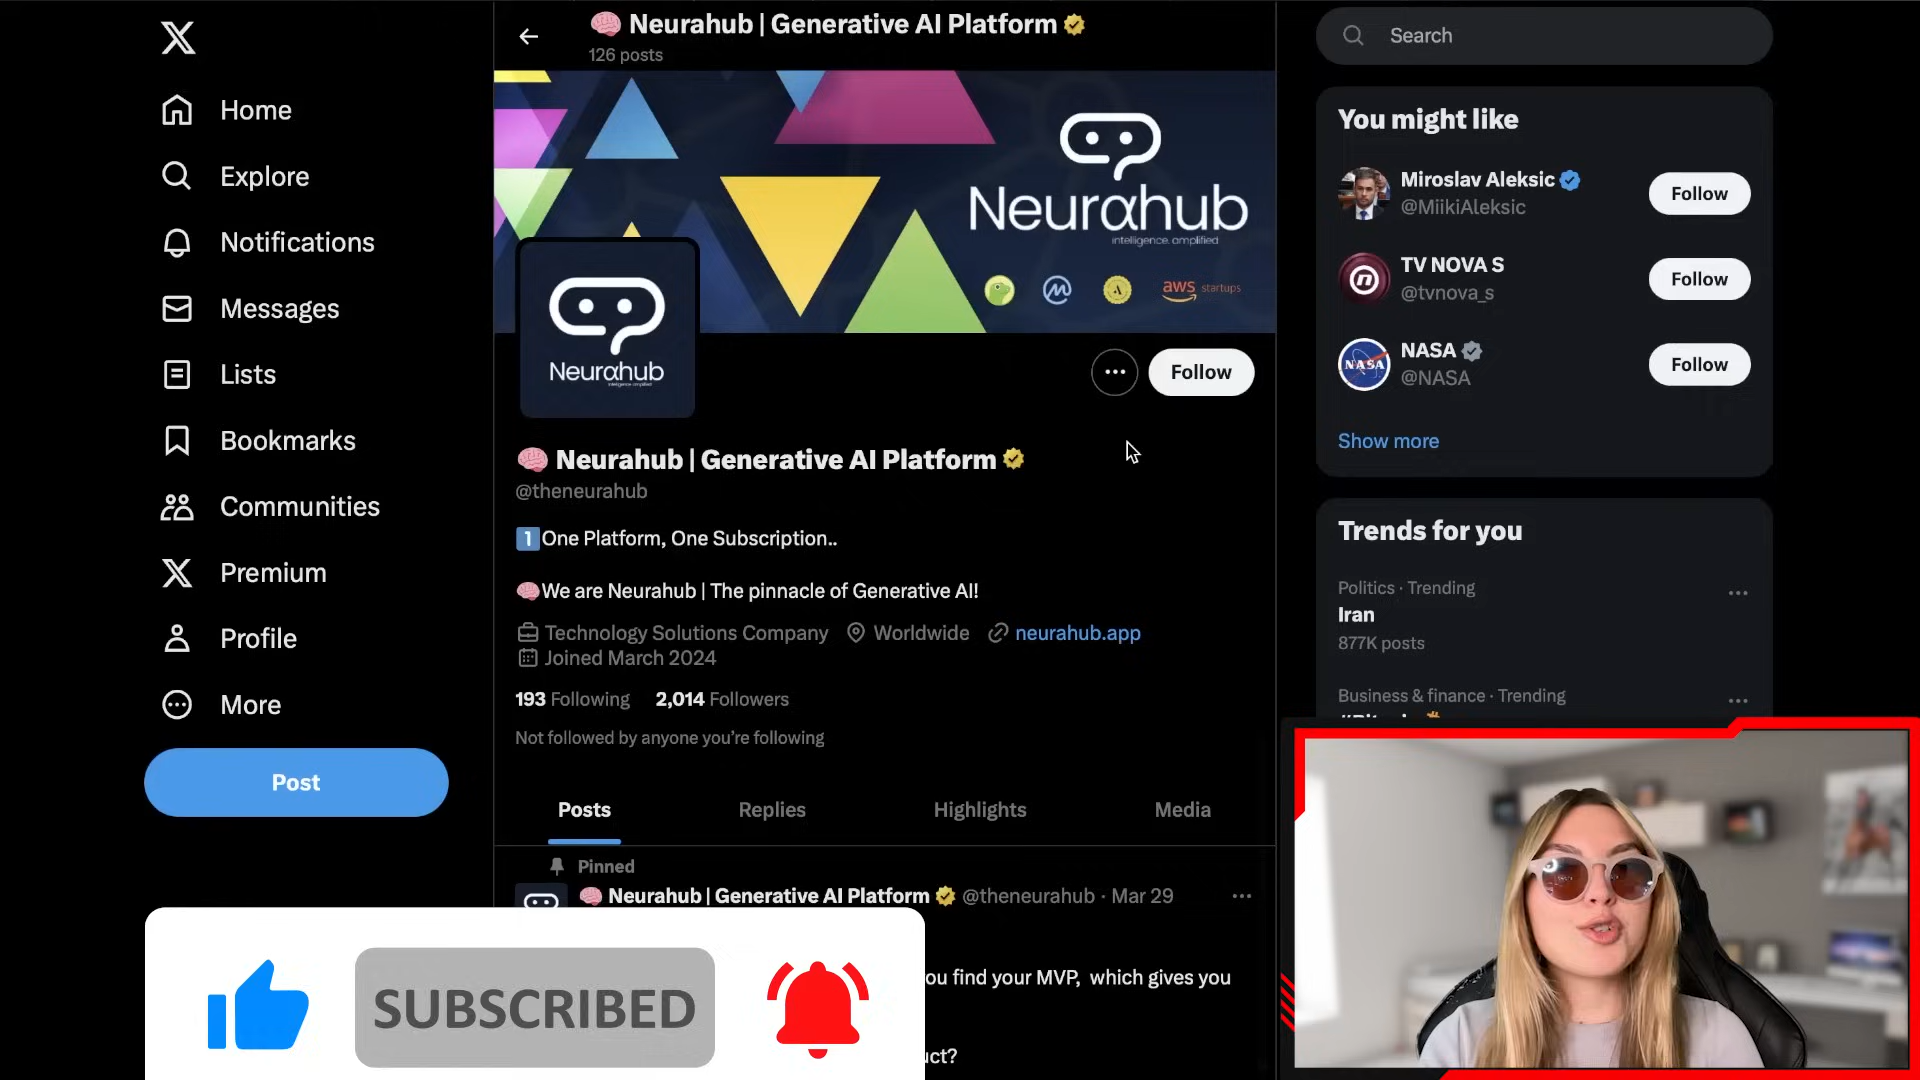 Home
Explore
Notifications
Messages
Lists
Bookmarks
Communities
Premium
Profile
More
Post
🧠 Neurahub | Generative AI Platform
126 posts
Neurαhub
intelligence. amplified
aws startups
Neurαhub
Follow
🧠 Neurahub | Generative AI Platform
@theneurahub
1️⃣One Platform, One Subscription..
🧠We are Neurahub | The pinnacle of Generative AI!
Technology Solutions Company Worldwide neurahub.app
Joined March 2024
193 Following 2,014 Followers
Not followed by anyone you're following
Posts Replies Highlights Media
Pinned
🧠 Neurahub | Generative AI Platform @theneurahub · Mar 29
ou find your MVP, which gives you
uct?
SUBSCRIBED
Search
You might like
Miroslav Aleksic
@MiikiAleksic
Follow
TV NOVA S
@tvnova_s
Follow
NASA
@NASA
Follow
NASA
Show more
Trends for you
Politics · Trending
Iran
877K posts
Business & finance · Trending